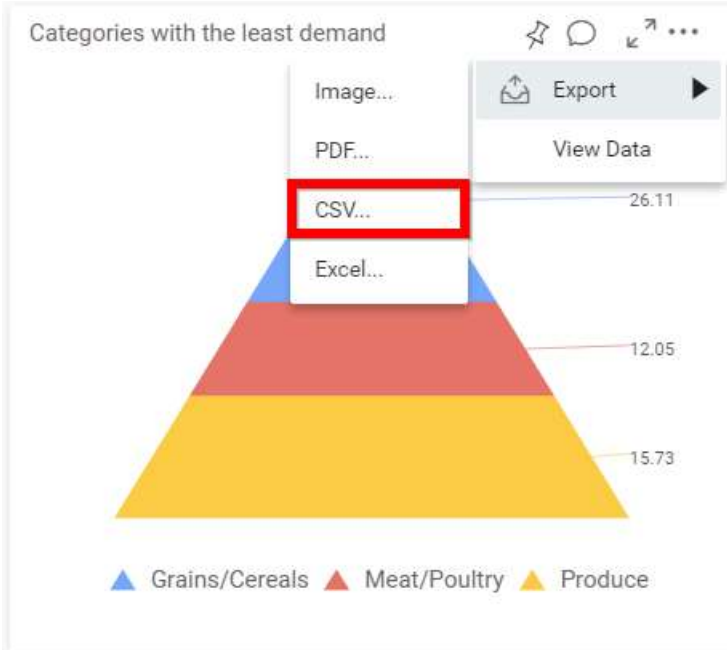 Categories with the least demand
Image...
Export
PDF...
View Data
CSV...
26.11
Excel...
12.05
15.73
Grains/Cereals Meat/Poultry Produce